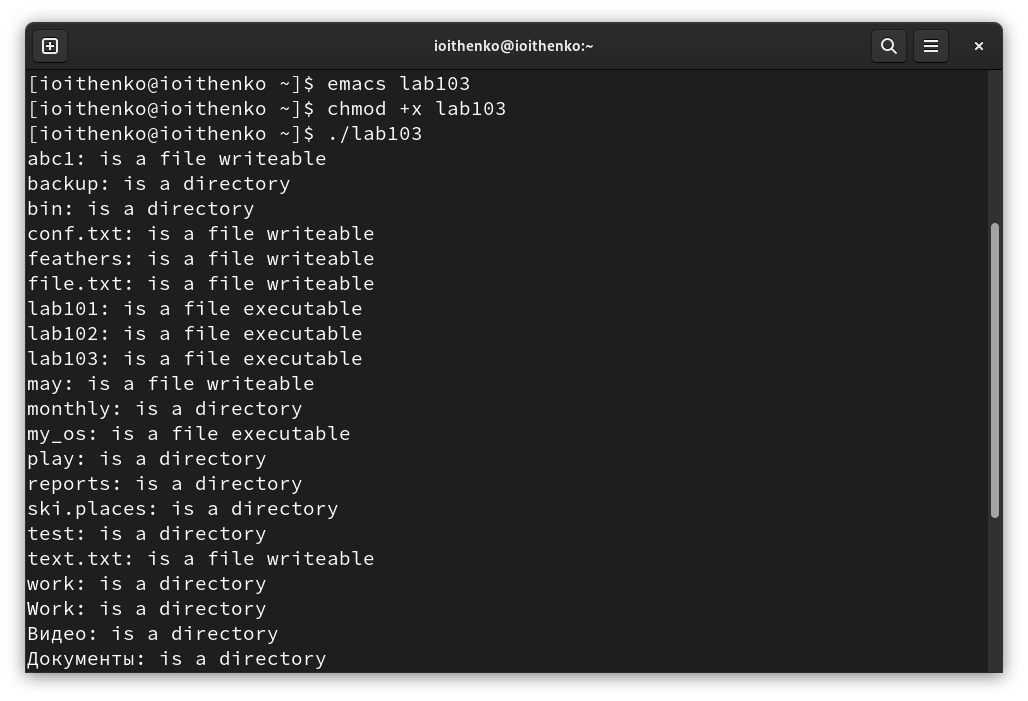 ioithenko@ioithenko:~
[ioithenko@ioithenko ~]$ emacs lab103
[ioithenko@ioithenko ~]$ chmod +x lab103
[ioithenko@ioithenko ~]$ ./lab103
abc1: is a file writeable
backup: is a directory
bin: is a directory
conf.txt: is a file writeable
feathers: is a file writeable
file.txt: is a file writeable
lab101: is a file executable
lab102: is a file executable
lab103: is a file executable
may: is a file writeable
monthly: is a directory
my_os: is a file executable
play: is a directory
reports: is a directory
ski.places: is a directory
test: is a directory
text.txt: is a file writeable
work: is a directory
Work: is a directory
Видео: is a directory
Документы: is a directory